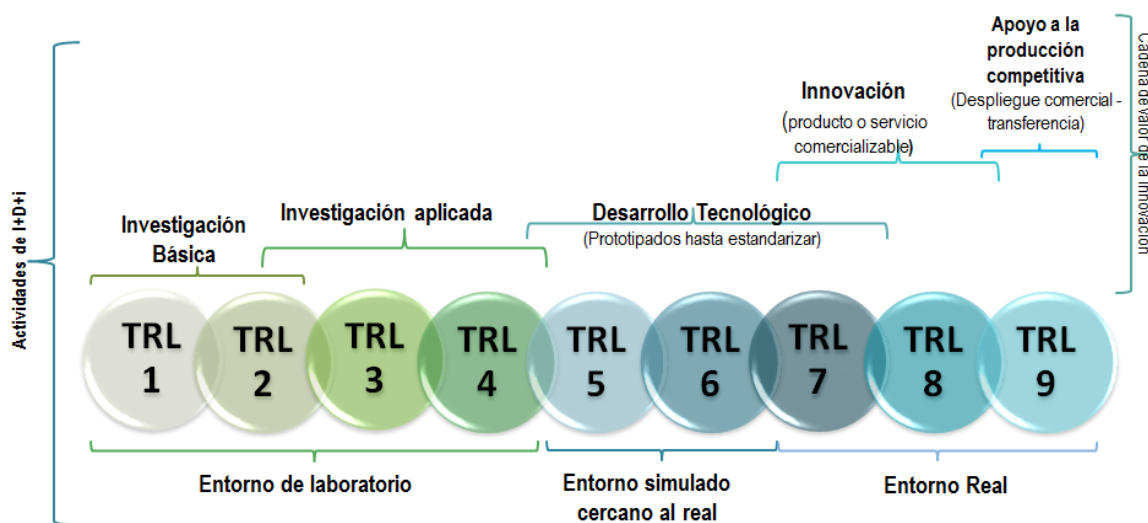 Actividades de I+D+i
Investigación
Básica
Investigación aplicada
Desarrollo Tecnológico
(Prototipados hasta estandarizar)
Innovación
(producto o servicio
comercializable)
Apoyo a la
producción
competitiva
(Despliegue comercial -
transferencia)
Cadena de valor de la Innovación
TRL
1
TRL
2
TRL
3
TRL
4
TRL
5
TRL
6
TRL
7
TRL
8
TRL
9
Entorno de laboratorio
Entorno simulado
cercano al real
Entorno Real